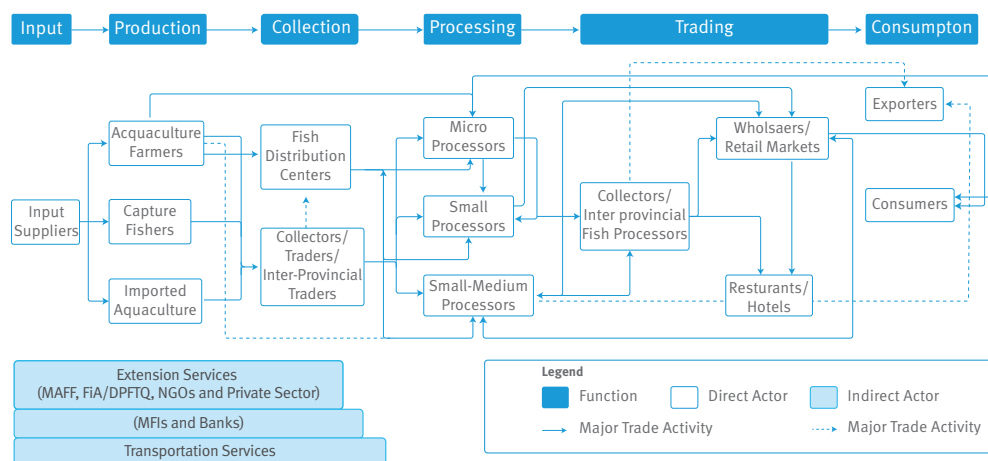 Input
Production
Collection
Processing
Trading
Consumpton
Acquaculture
Farmers
Fish
Distribution
Centers
Micro
Processors
Wholsaers/
Retail Markets
Exporters
Input
Suppliers
Capture
Fishers
Collectors/
Traders/
Inter-Provincial
Traders
Small
Processors
Collectors/
Inter provincial
Fish Processors
Consumers
Imported
Aquaculture
Small-Medium
Processors
Resturants/
Hotels
Extension Services
(MAFF, FiA/DPFTQ, NGOs and Private Sector)
(MFIs and Banks)
Transportation Services
Legend
Function
Direct Actor
Indirect Actor
Major Trade Activity
Major Trade Activity